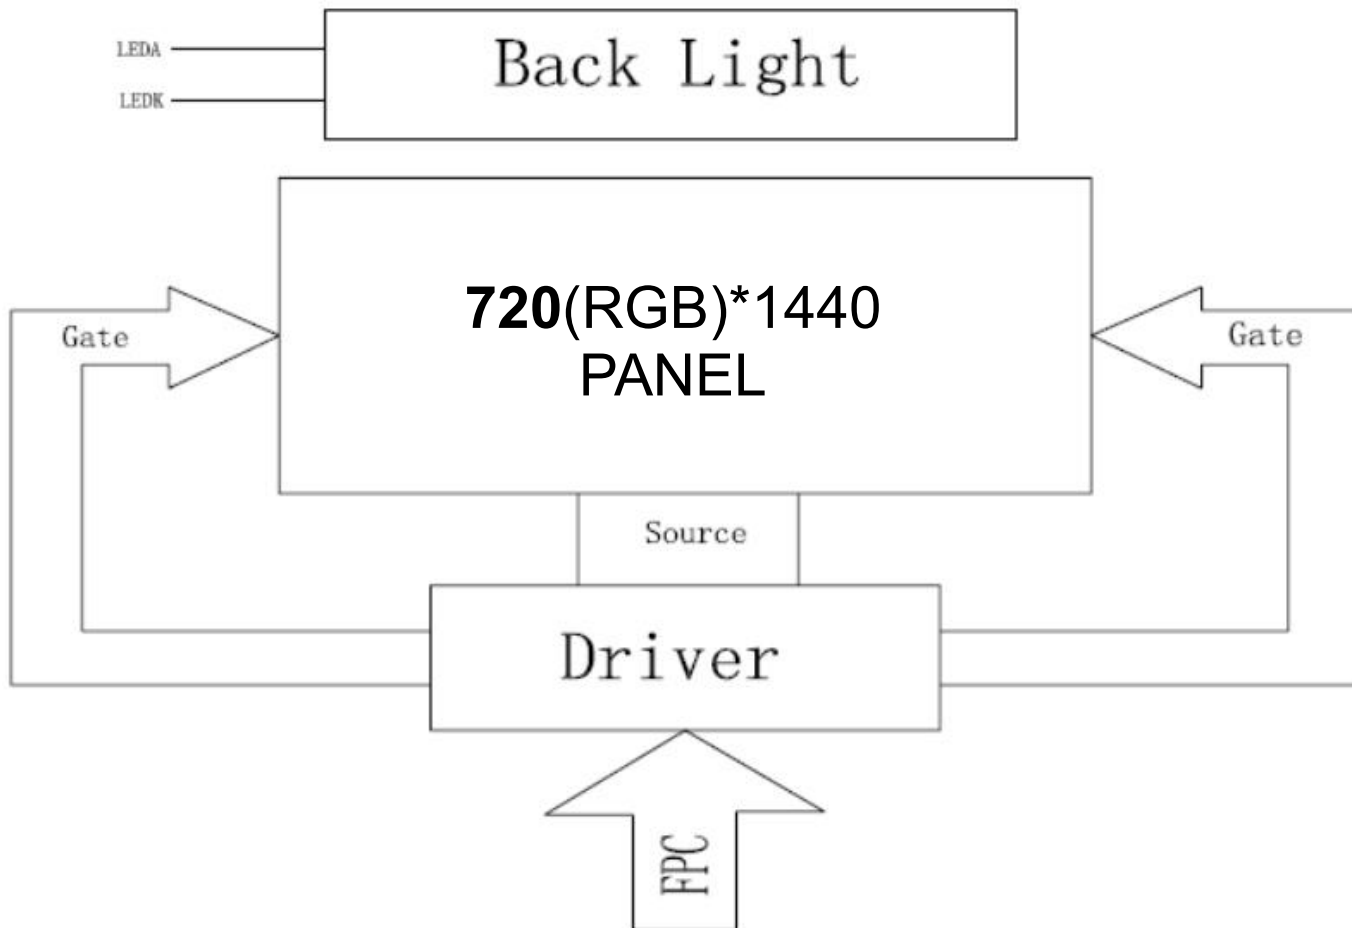 LEDA
LEDK
Back Light
720(RGB)*1440
PANEL
Gate
Gate
Source
Driver
FPC